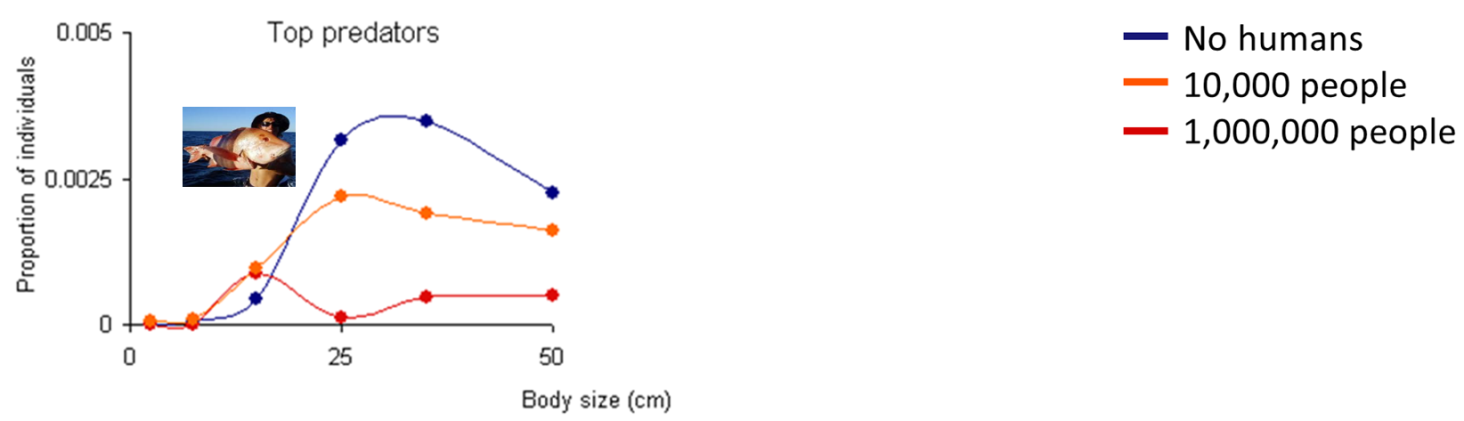 Top predators
0.005
0.0025
0
Proportion of individuals
0 25 50
Body size (cm)
No humans
10,000 people
1,000,000 people